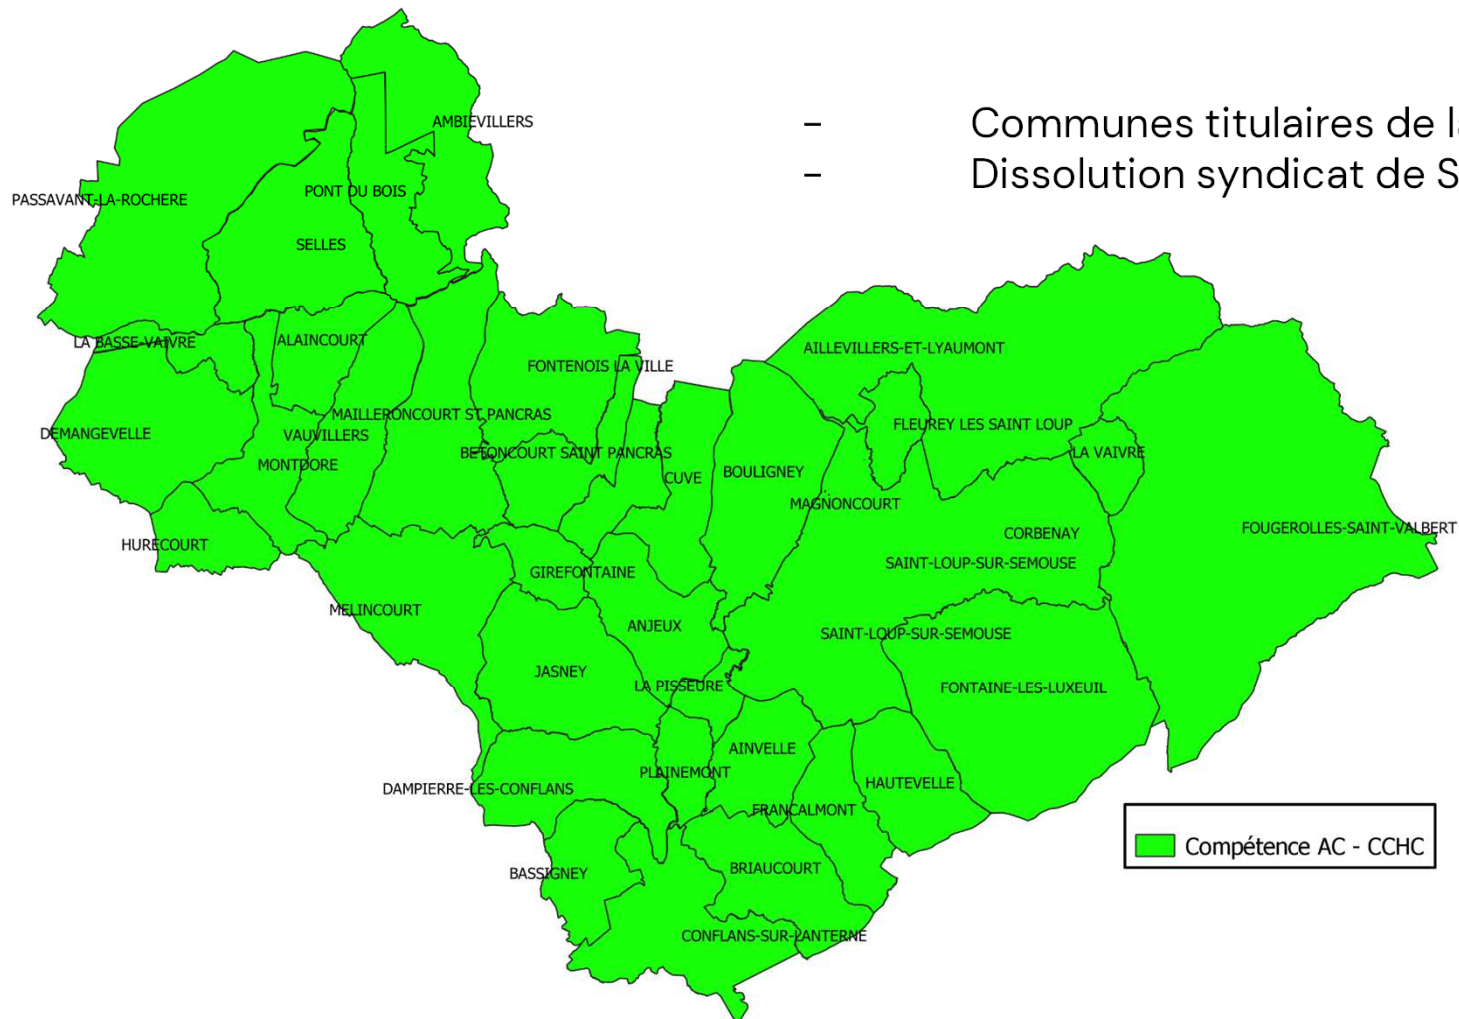 AMBIEVILLERS
– Communes titulaires de l
– Dissolution syndicat de S
PASSAVANT-LA-ROCHERE
PONT DU BOIS
SELLES
LA BASSE-VAIVRE
ALAINCOURT
AILLEVILLERS-ET-LYAUMONT
FONTENOIS LA VILLE
MAILLERONCOURT ST PANCRAS
FLEUREY LES SAINT LOUP
DEMANGEVELLE
VAUVILLERS
BETONCOURT SAINT PANCRAS
LA VAIVRE
MONTDORE
BOULIGNEY
CUVE
MAGNONCOURT
FOUGEROLLES-SAINT-VALBERT
CORBENAY
HURECOURT
SAINT-LOUP-SUR-SEMOUSE
GIREFONTAINE
MELINCOURT
ANJEUX
SAINT-LOUP-SUR-SEMOUSE
JASNEY
LA PISSEURE
FONTAINE-LES-LUXEUIL
AINVELLE
PLAINEMONT
HAUTEVELLE
DAMPIERRE-LES-CONFLANS
FRANCALMONT
Compétence AC - CCHC
BRIAUCOURT
BASSIGNEY
CONFLANS-SUR-LANTERNE